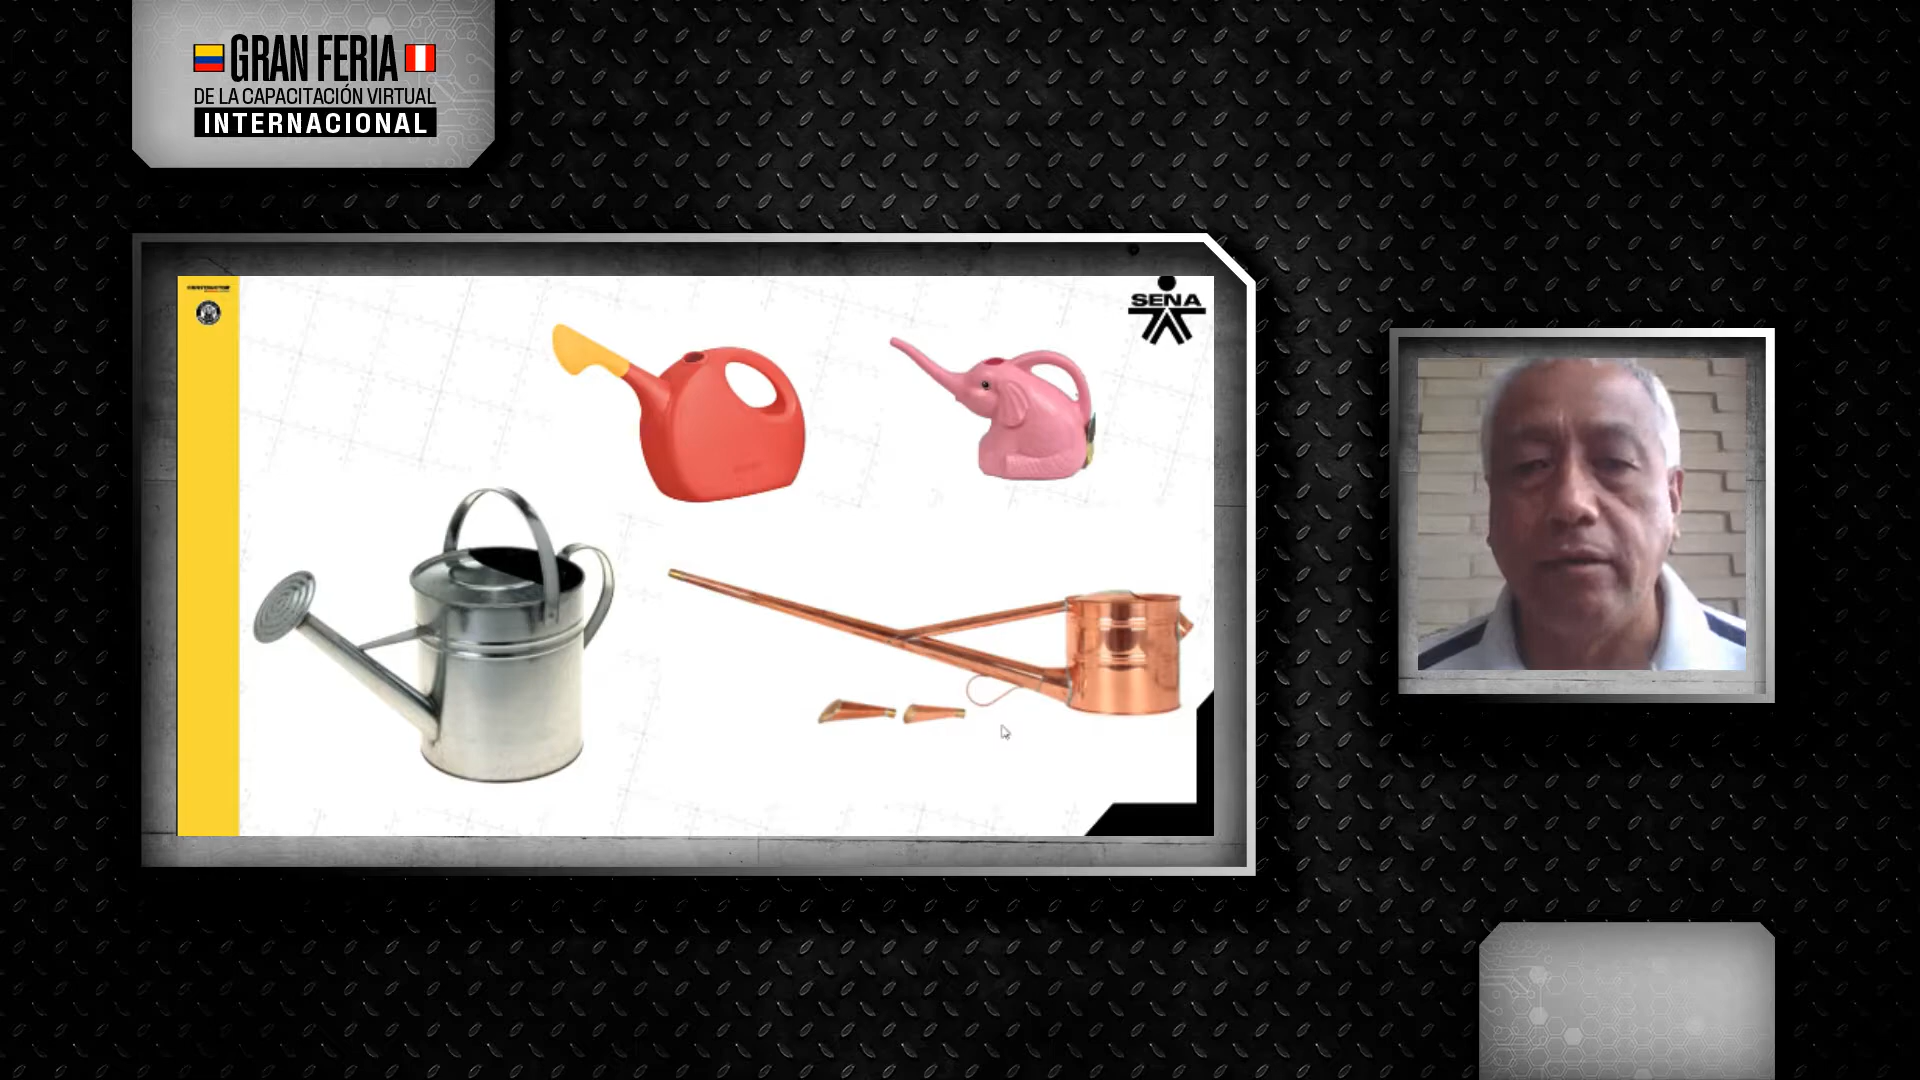 GRAN FERIA
DE LA CAPACITACIÓN VIRTUAL
INTERNACIONAL
SENA